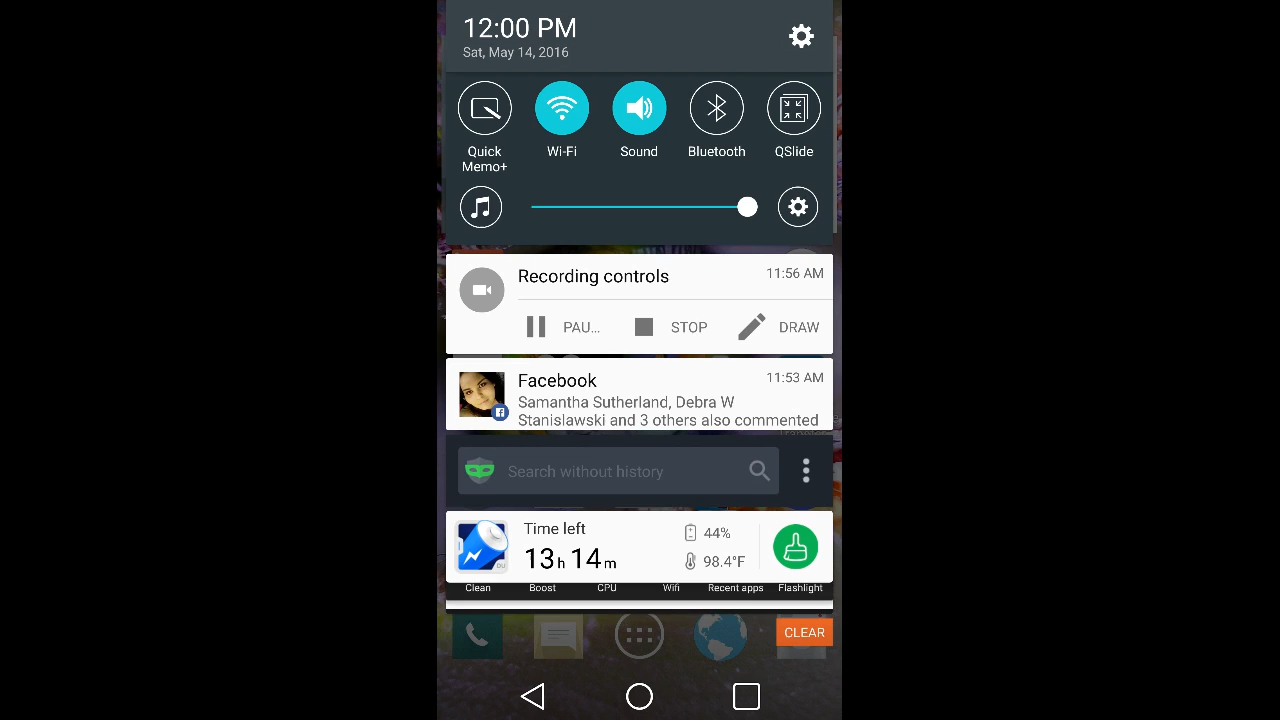 12:00 PM
Sat, May 14, 2016
Quick Memo+
Wi-Fi
Sound
Bluetooth
QSlide
Recording controls
11:56 AM
PAU...
STOP
DRAW
Facebook
11:53 AM
Samantha Sutherland, Debra W
Stanislawski and 3 others also commented
Search without history
Time left
44%
13h 14m
98.4°F
DU
Clean
Boost
CPU
Wifi
Recent apps
Flashlight
CLEAR